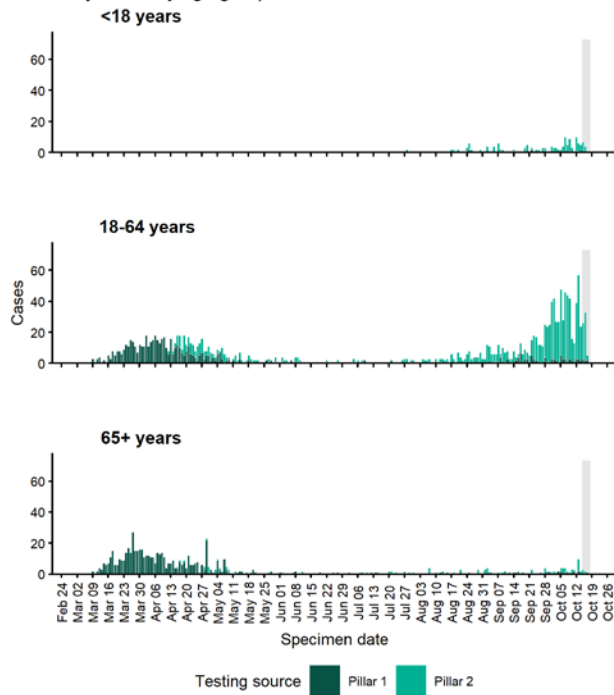 <18 years
60
40
20
0
18-64 years
60
40
20
0
Cases
65+ years
60
40
20
0
Feb 24
Mar 02
Mar 09
Mar 16
Mar 23
Mar 30
Apr 06
Apr 13
Apr 20
Apr 27
May 04
May 11
May 18
May 25
Jun 01
Jun 08
Jun 15
Jun 22
Jun 29
Jul 06
Jul 13
Jul 20
Jul 27
Aug 03
Aug 10
Aug 17
Aug 24
Aug 31
Sep 07
Sep 14
Sep 21
Sep 28
Oct 05
Oct 12
Oct 19
Oct 26
Specimen date
Testing source Pillar 1 Pillar 2